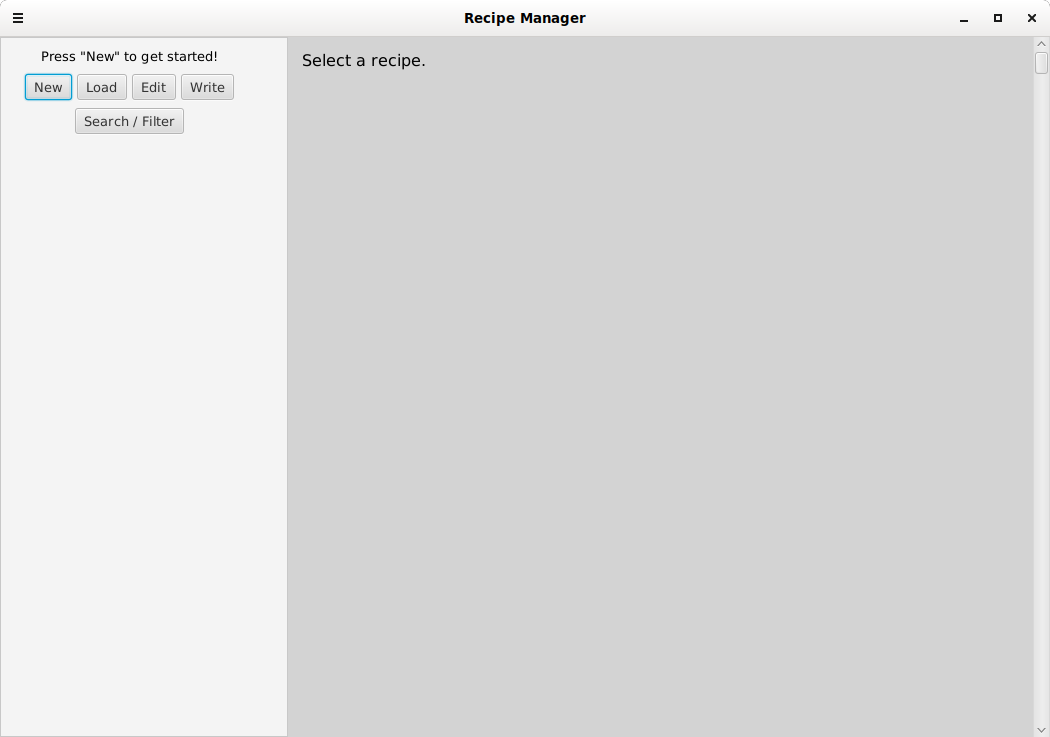 Recipe Manager
Press "New" to get started!
New Load Edit Write
Search / Filter
Select a recipe.